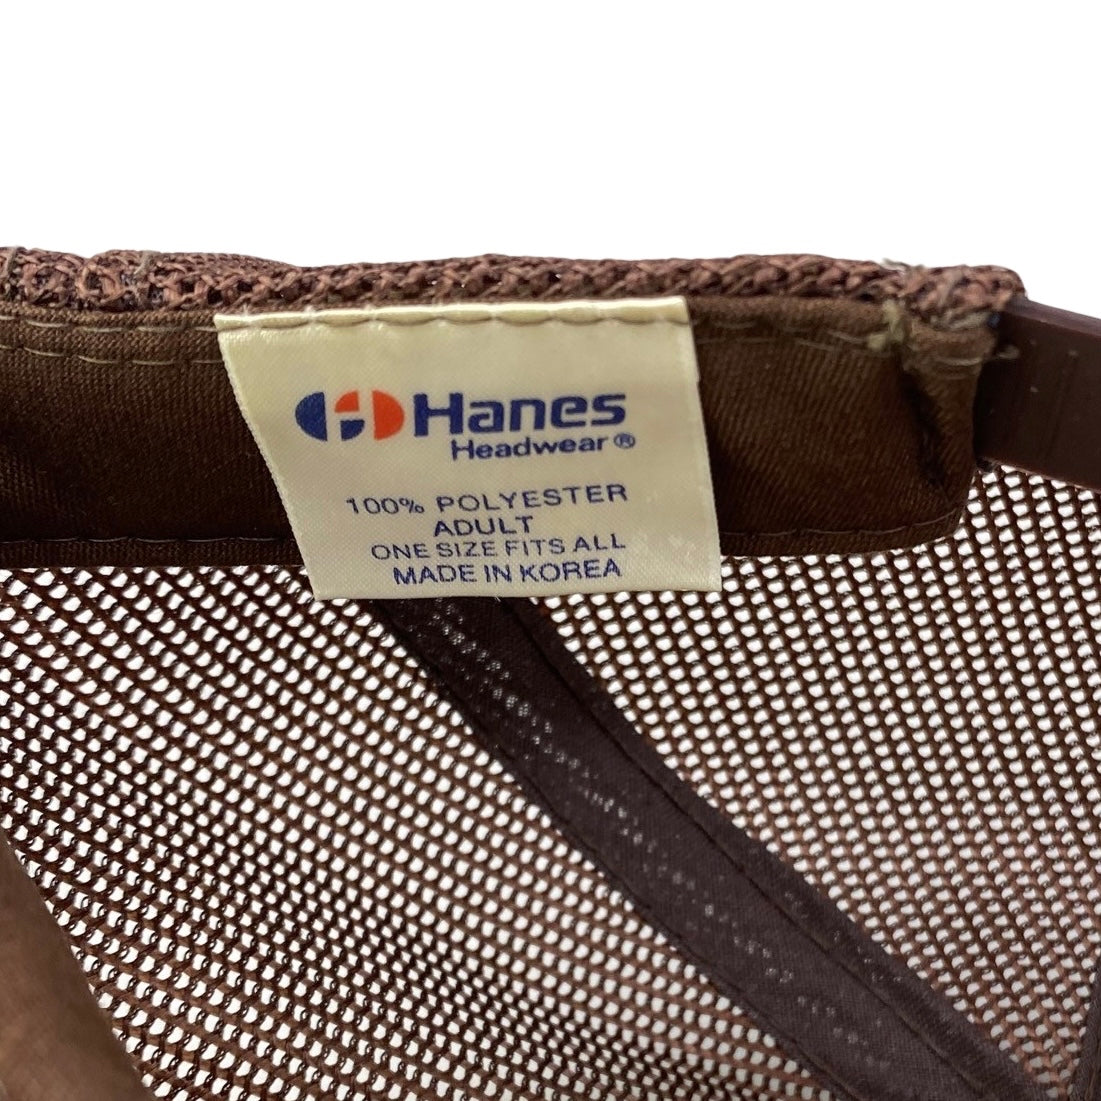 Hanes
Headwear®
100% POLYESTER
ADULT
ONE SIZE FITS ALL
MADE IN KOREA